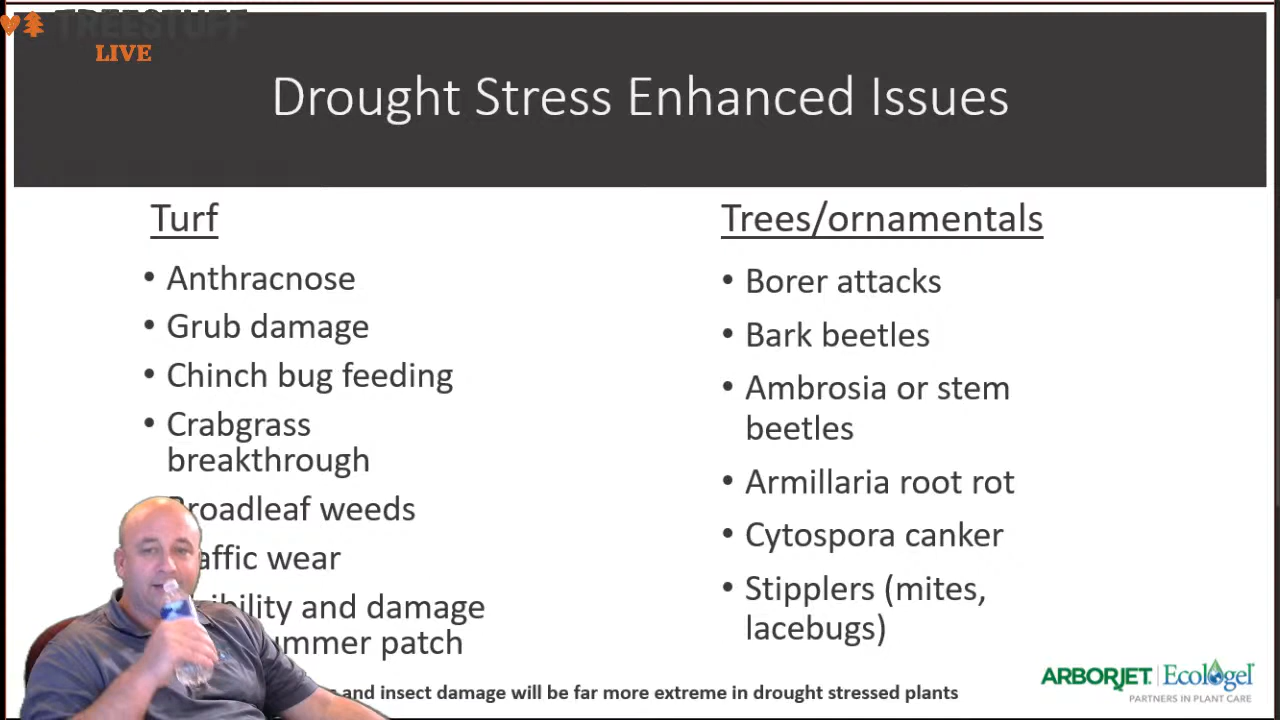 TREESTUFF
LIVE
Drought Stress Enhanced Issues
Turf
• Anthracnose
• Grub damage
• Chinch bug feeding
• Crabgrass
breakthrough
roadleaf weeds
affic wear
ibility and damage
ummer patch
Trees/ornamentals
• Borer attacks
• Bark beetles
• Ambrosia or stem
beetles
• Armillaria root rot
• Cytospora canker
• Stipplers (mites,
lacebugs)
and insect damage will be far more extreme in drought stressed plants
ARBORJET | Ecologel
PARTNERS IN PLANT CARE